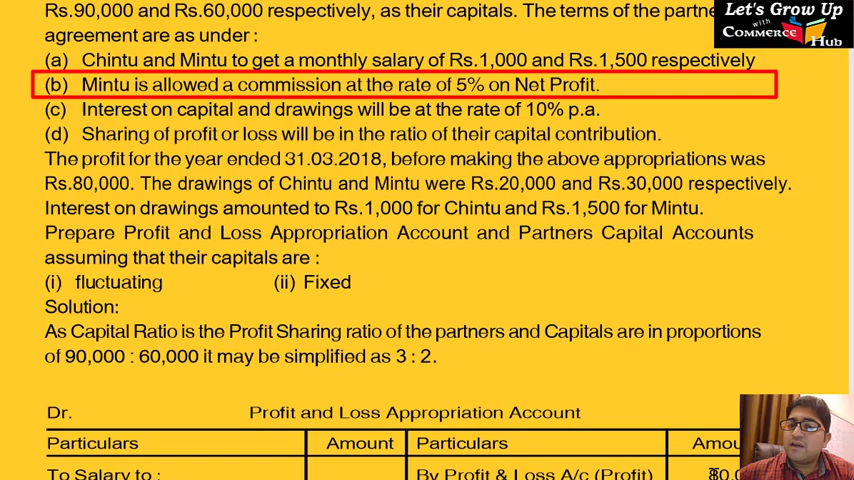 Rs.90,000 and Rs.60,000 respectively, as their capitals. The terms of the
agreement are as under :
(a) Chintu and Mintu to get a monthly salary of Rs.1,000 and Rs.1,500 respectively
(b) Mintu is allowed a commission at the rate of 5% on Net Profit.
(c) Interest on capital and drawings will be at the rate of 10% p.a.
(d) Sharing of profit or loss will be in the ratio of their capital contribution.
The profit for the year ended 31.03.2018, before making the above appropriations was
Rs.80,000. The drawings of Chintu and Mintu were Rs.20,000 and Rs.30,000 respectively.
Interest on drawings amounted to Rs.1,000 for Chintu and Rs.1,500 for Mintu.
Prepare Profit and Loss Appropriation Account and Partners Capital Accounts
assuming that their capitals are :
(i) fluctuating (ii) Fixed
Solution:
As Capital Ratio is the Profit Sharing ratio of the partners and Capitals are in proportions
of 90,000 : 60,000 it may be simplified as 3 : 2.
Dr. Profit and Loss Appropriation Account
Particulars Amount Particulars
To Salary to : By Profit & Loss A/c (Profit)
Let's Grow Up
with
Commerce
Hub